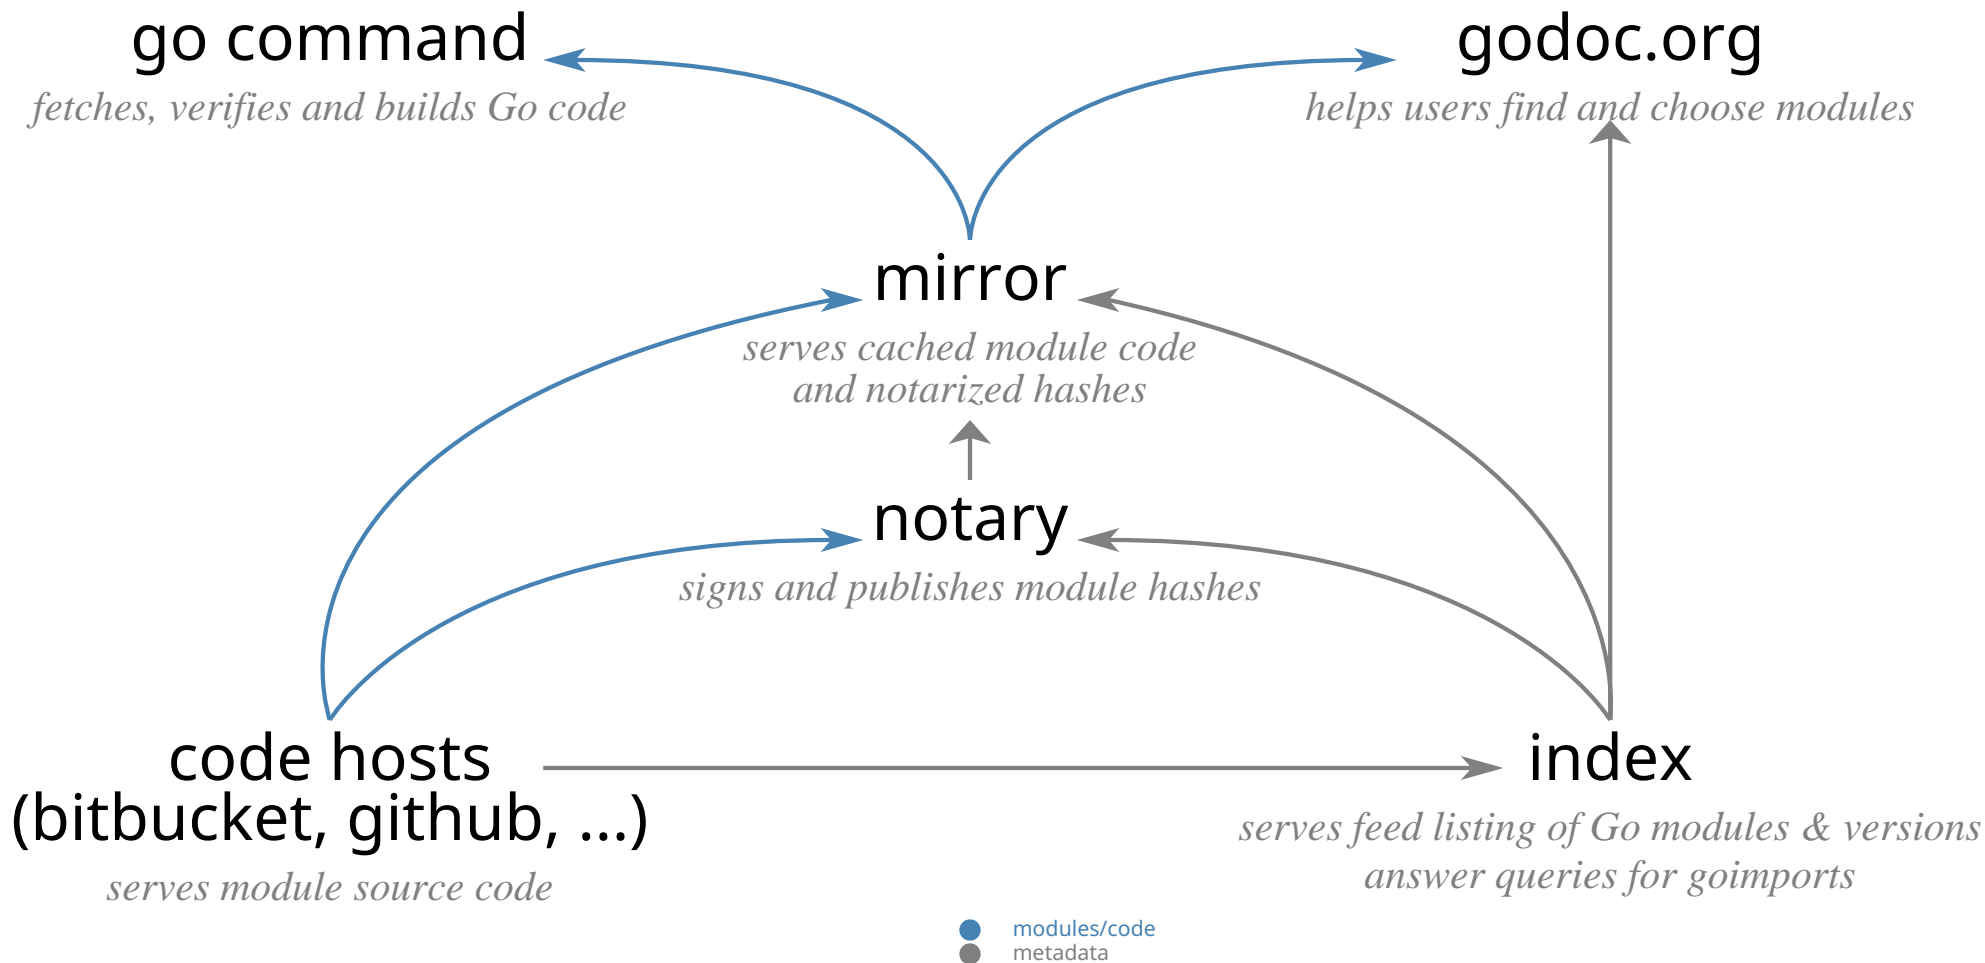 go command
fetches, verifies and builds Go code
godoc.org
helps users find and choose modules
mirror
serves cached module code
and notarized hashes
notary
signs and publishes module hashes
code hosts
(bitbucket, github, ...)
serves module source code
index
serves feed listing of Go modules & versions
answer queries for goimports
modules/code
metadata